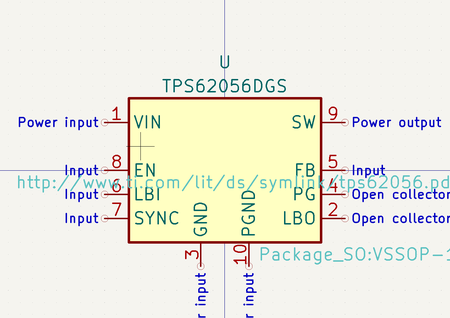 U
TPS62056DGS
Power input 1 VIN SW 9 Power output
Input 8 EN FB 5 Input
http://www.ti.com/lit/ds/symlink/tps62056.pd
Input 6 LBI PG 4 Open collector
Input 7 SYNC LBO 2 Open collector
GND PGND
3 10
Package_SO:VSSOP-1
input input